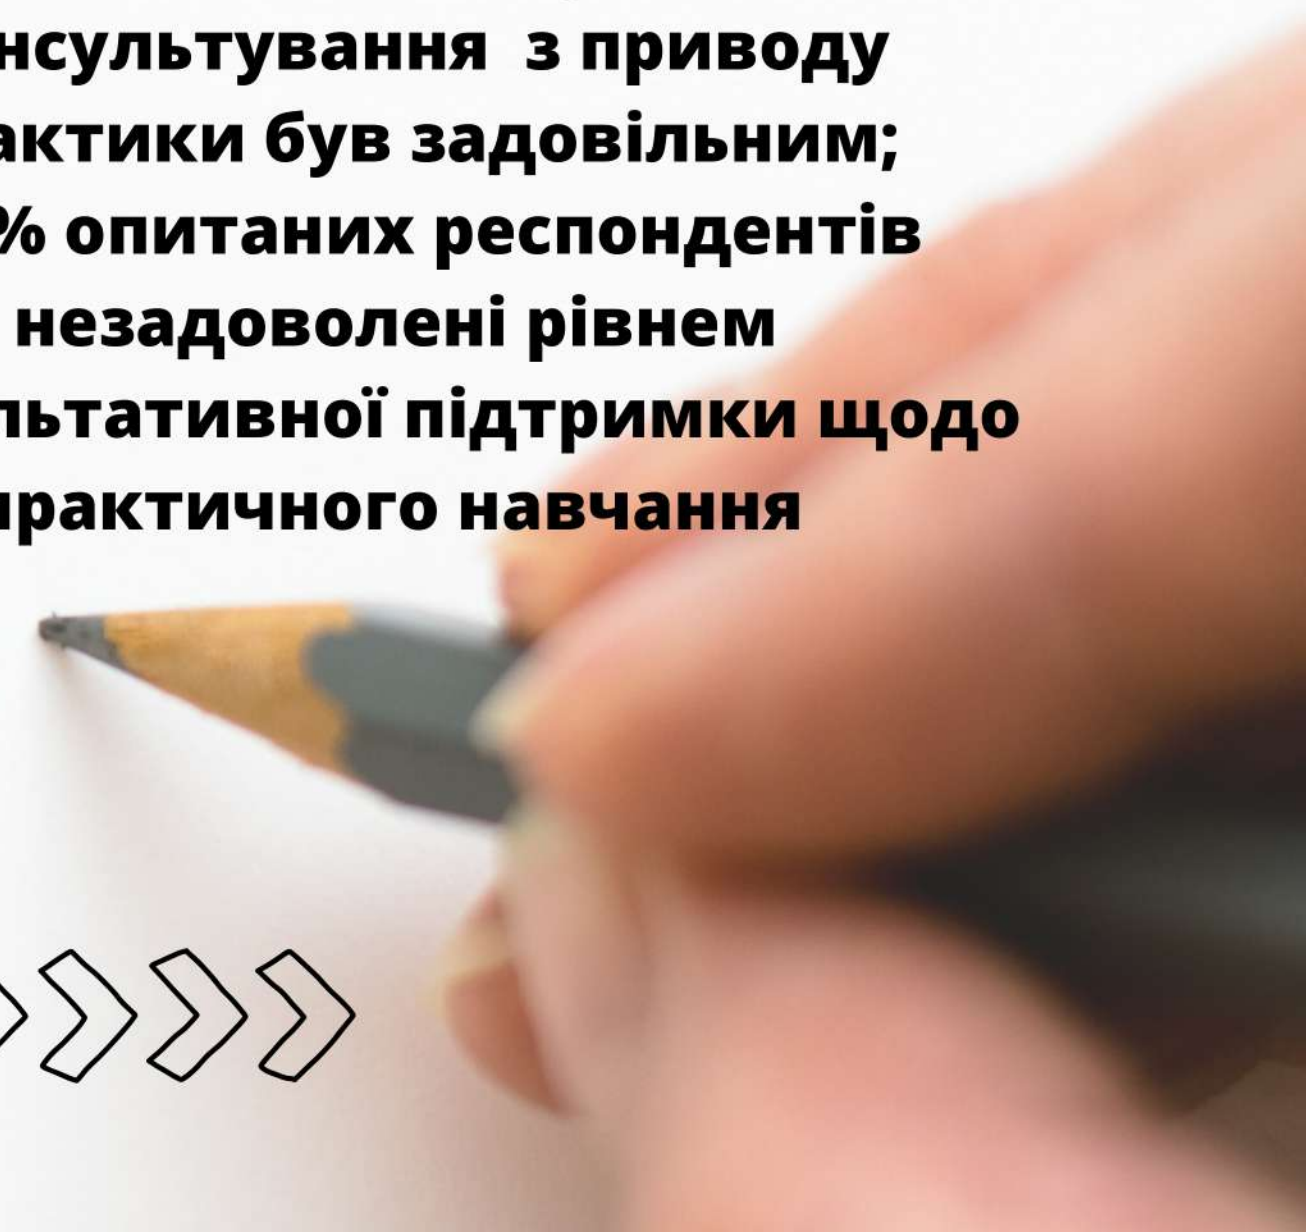 нсультування з приводу
актики був задовільним;
% опитаних респондентів
незадоволені рівнем
льтативної підтримки щодо
практичного навчання